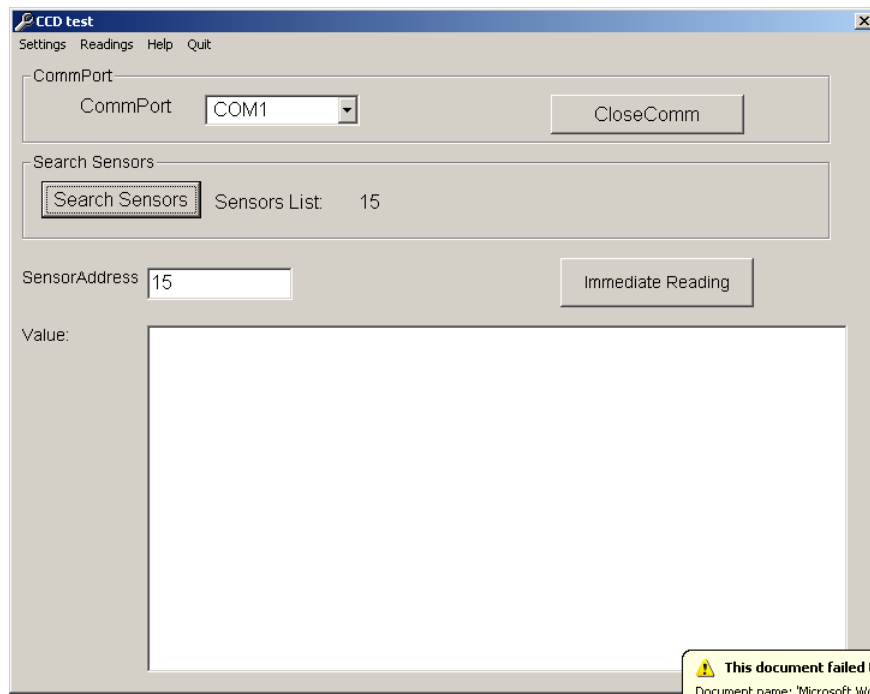 CCD test
Settings Readings Help Quit
CommPort
CommPort COM1 CloseComm
Search Sensors
Search Sensors Sensors List: 15
SensorAddress 15 Immediate Reading
Value:
This document failed
Document name: 'Microsoft